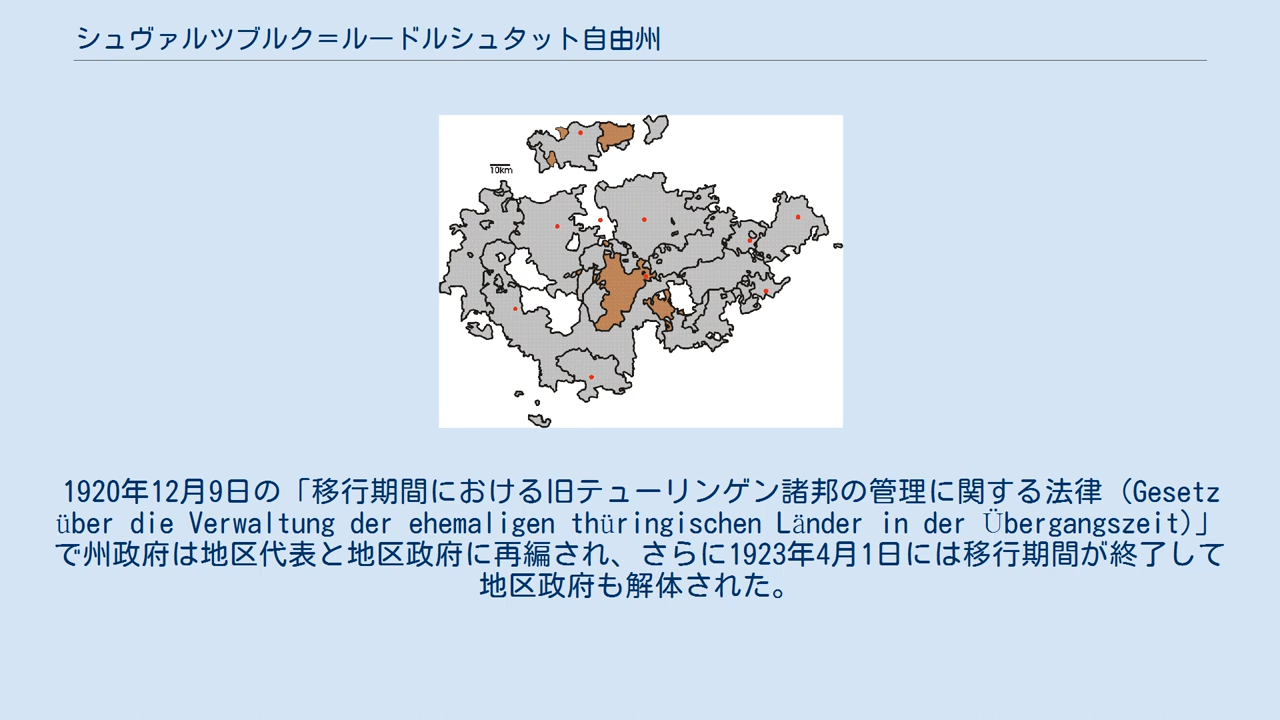 シュヴァルツブルク＝ルードルシュタット自由州
10km
1920年12月9日の「移行期間における旧テューリンゲン諸邦の管理に関する法律（Gesetz
über die Verwaltung der ehemaligen thüringischen Länder in der Übergangszeit)」
で州政府は地区代表と地区政府に再編され、さらに1923年4月1日には移行期間が終了して
地区政府も解体された。